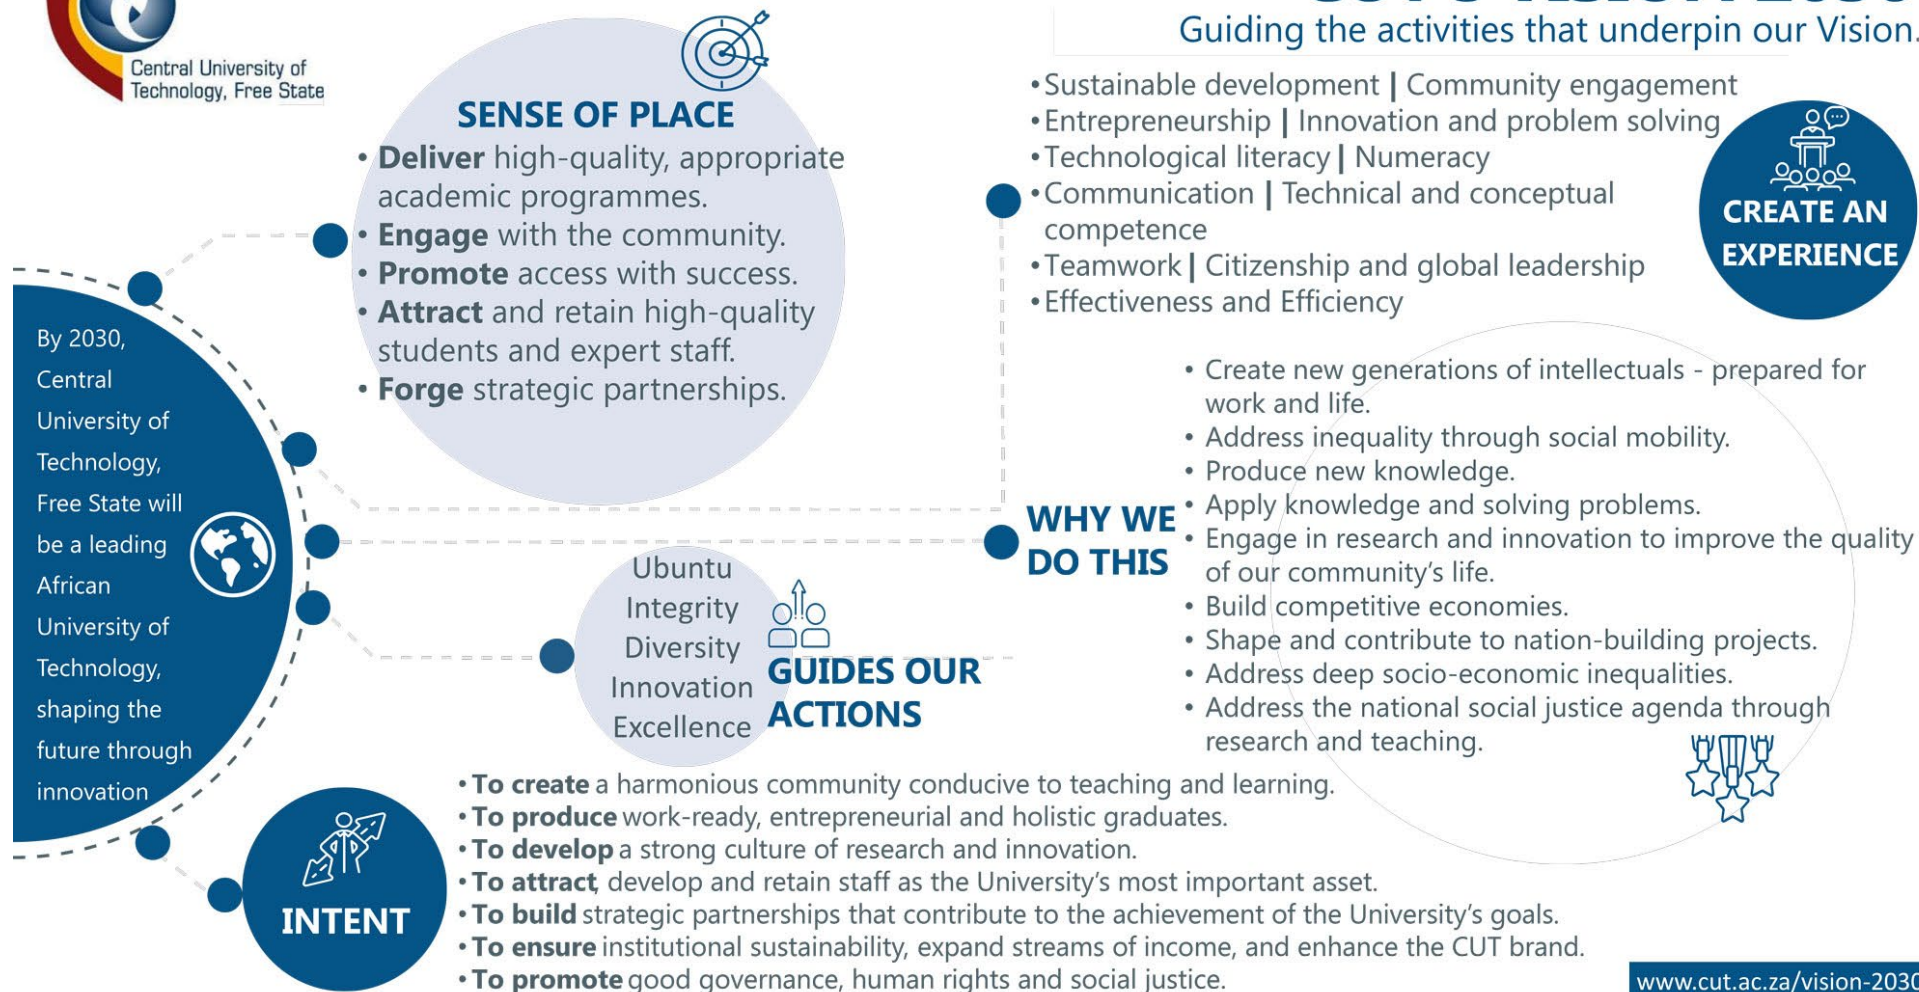 Central University of
Technology, Free State
Guiding the activities that underpin our Vision.
SENSE OF PLACE
• Deliver high-quality, appropriate
academic programmes.
• Engage with the community.
• Promote access with success.
• Attract and retain high-quality
students and expert staff.
• Forge strategic partnerships.
•Sustainable development | Community engagement
•Entrepreneurship | Innovation and problem solving
•Technological literacy | Numeracy
•Communication | Technical and conceptual
competence
•Teamwork | Citizenship and global leadership
•Effectiveness and Efficiency
CREATE AN
EXPERIENCE
By 2030,
Central
University of
Technology,
Free State will
be a leading
African
University of
Technology,
shaping the
future through
innovation
WHY WE
DO THIS
• Create new generations of intellectuals - prepared for
work and life.
• Address inequality through social mobility.
• Produce new knowledge.
• Apply knowledge and solving problems.
• Engage in research and innovation to improve the quality
of our community's life.
• Build competitive economies.
• Shape and contribute to nation-building projects.
• Address deep socio-economic inequalities.
• Address the national social justice agenda through
research and teaching.
Ubuntu
Integrity
Diversity
Innovation
Excellence
GUIDES OUR
ACTIONS
INTENT
•To create a harmonious community conducive to teaching and learning.
•To produce work-ready, entrepreneurial and holistic graduates.
•To develop a strong culture of research and innovation.
•To attract, develop and retain staff as the University's most important asset.
•To build strategic partnerships that contribute to the achievement of the University's goals.
•To ensure institutional sustainability, expand streams of income, and enhance the CUT brand.
•To promote good governance, human rights and social justice.
www.cut.ac.za/vision-2030